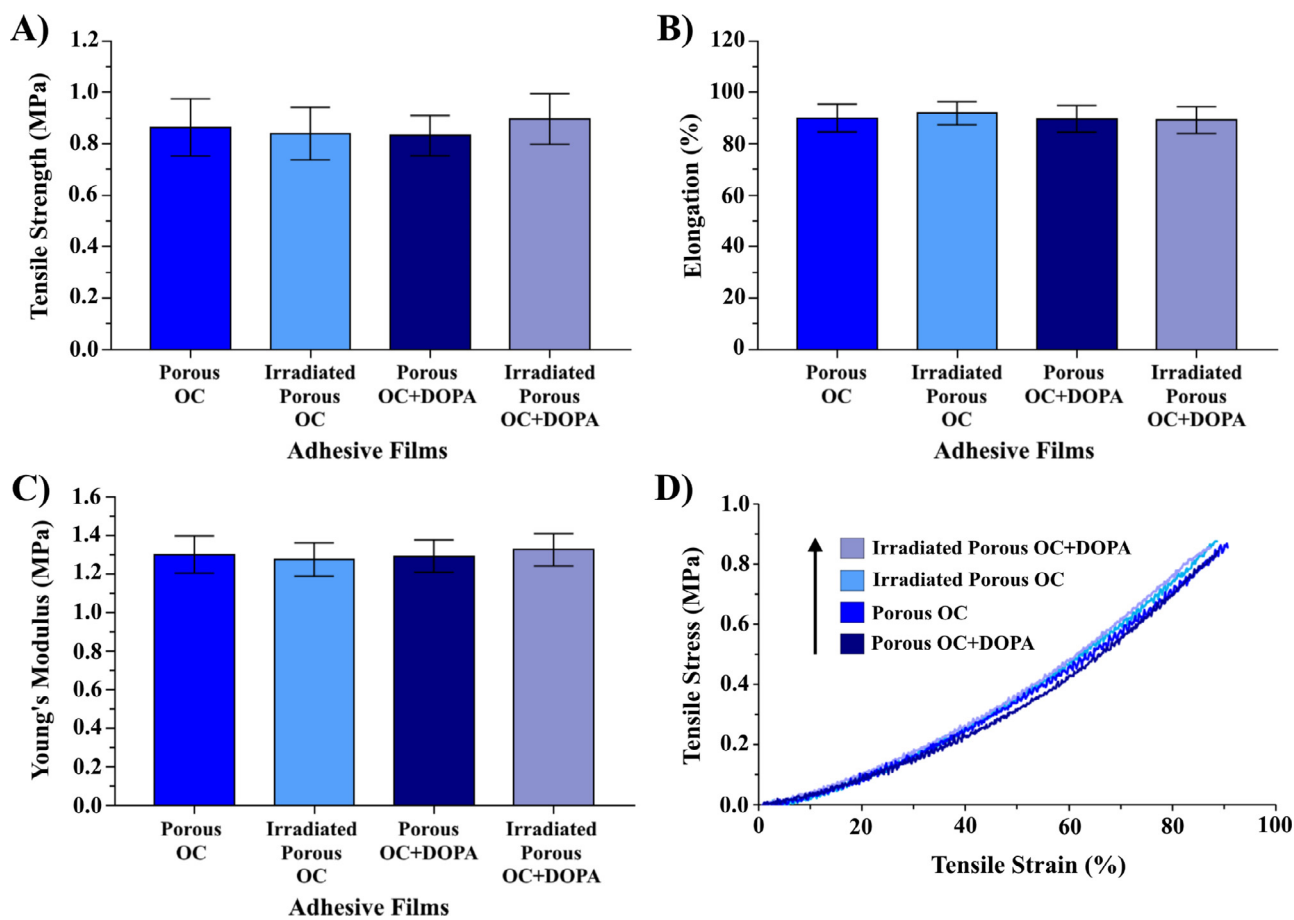 A)
Tensile Strength (MPa)
1.2
1.0
0.8
0.6
0.4
0.2
0.0
Porous
OC
Irradiated
Porous
OC
Porous
OC+DOPA
Irradiated
Porous
OC+DOPA
Adhesive Films
B)
Elongation (%)
120
100
80
60
40
20
0
Porous
OC
Irradiated
Porous
OC
Porous
OC+DOPA
Irradiated
Porous
OC+DOPA
Adhesive Films
C)
Young's Modulus (MPa)
1.6
1.4
1.2
1.0
0.8
0.6
0.4
0.2
0.0
Porous
OC
Irradiated
Porous
OC
Porous
OC+DOPA
Irradiated
Porous
OC+DOPA
Adhesive Films
D)
Tensile Stress (MPa)
1.0
0.8
0.6
0.4
0.2
0.0
Irradiated Porous OC+DOPA
Irradiated Porous OC
Porous OC
Porous OC+DOPA
0
20
40
60
80
100
Tensile Strain (%)